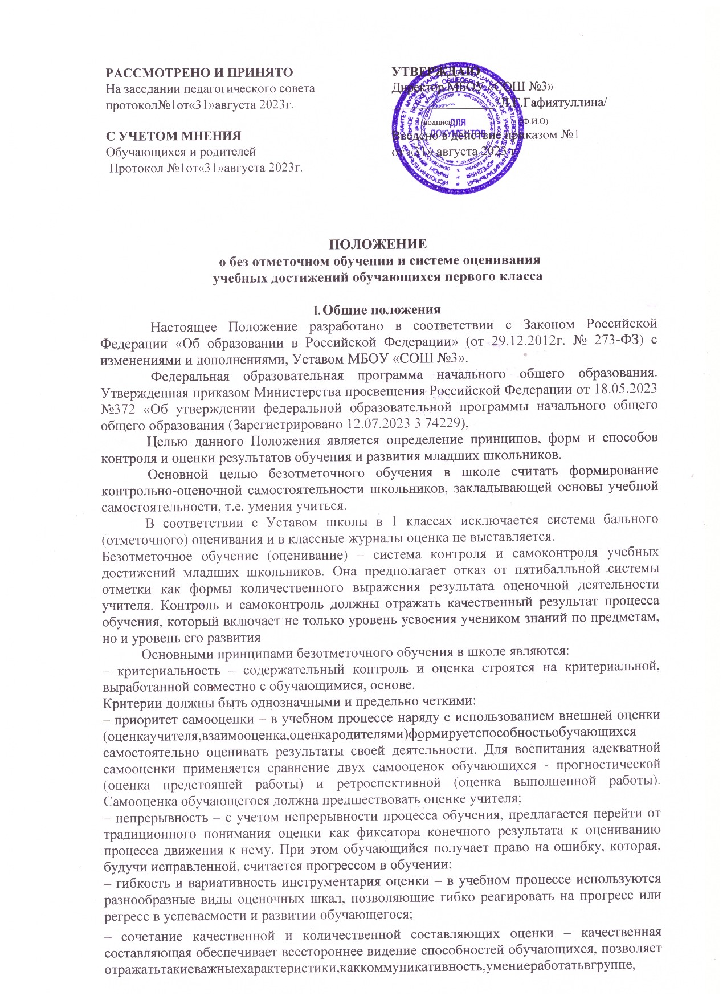 РАССМОТРЕНО И ПРИНЯТО
На заседании педагогического совета
протокол№1от«31»августа 2023г.
С УЧЕТОМ МНЕНИЯ
Обучающихся и родителей
Протокол №1от«31»августа 2023г.
УТВЕРЖДАЮ
Директор МБОУ «СОШ №3»
Гафиятуллина/
(подпись) (Ф.И.О)
Введено в действие приказом №1
от «31» августа 2023 г.
ДЛЯ
ДОКУМЕНТОВ
ПОЛОЖЕНИЕ
о без отметочном обучении и системе оценивания
учебных достижений обучающихся первого класса
I. Общие положения
Настоящее Положение разработано в соответствии с Законом Российской
Федерации «Об образовании в Российской Федерации» (от 29.12.2012г. № 273-ФЗ) с
изменениями и дополнениями, Уставом МБОУ «СОШ №3».
Федеральная образовательная программа начального общего образования.
Утвержденная приказом Министерства просвещения Российской Федерации от 18.05.2023
№372 «Об утверждении федеральной образовательной программы начального общего
общего образования (Зарегистрировано 12.07.2023 3 74229),
Целью данного Положения является определение принципов, форм и способов
контроля и оценки результатов обучения и развития младших школьников.
Основной целью безотметочного обучения в школе считать формирование
контрольно-оценочной самостоятельности школьников, закладывающей основы учебной
самостоятельности, т.е. умения учиться.
В соответствии с Уставом школы в 1 классах исключается система бального
(отметочного) оценивания и в классные журналы оценка не выставляется.
Безотметочное обучение (оценивание) – система контроля и самоконтроля учебных
достижений младших школьников. Она предполагает отказ от пятибалльной системы
отметки как формы количественного выражения результата оценочной деятельности
учителя. Контроль и самоконтроль должны отражать качественный результат процесса
обучения, который включает не только уровень усвоения учеником знаний по предметам,
но и уровень его развития
Основными принципами безотметочного обучения в школе являются:
– критериальность – содержательный контроль и оценка строятся на критериальной,
выработанной совместно с обучающимися, основе.
Критерии должны быть однозначными и предельно четкими:
– приоритет самооценки – в учебном процессе наряду с использованием внешней оценки
(оценкаучителя,взаимооценка,оценкародителями)формируетспособностьобучающихся
самостоятельно оценивать результаты своей деятельности. Для воспитания адекватной
самооценки применяется сравнение двух самооценок обучающихся - прогностической
(оценка предстоящей работы) и ретроспективной (оценка выполненной работы).
Самооценка обучающегося должна предшествовать оценке учителя;
– непрерывность – с учетом непрерывности процесса обучения, предлагается перейти от
традиционного понимания оценки как фиксатора конечного результата к оцениванию
процесса движения к нему. При этом обучающийся получает право на ошибку, которая,
будучи исправленной, считается прогрессом в обучении;
– гибкость и вариативность инструментария оценки – в учебном процессе используются
разнообразные виды оценочных шкал, позволяющие гибко реагировать на прогресс или
регресс в успеваемости и развитии обучающегося;
– сочетание качественной и количественной составляющих оценки – качественная
составляющая обеспечивает всестороннее видение способностей обучающихся, позволяет
отражатьтакиеважныехарактеристики,каккоммуникативность,умениеработатьвгруппе,